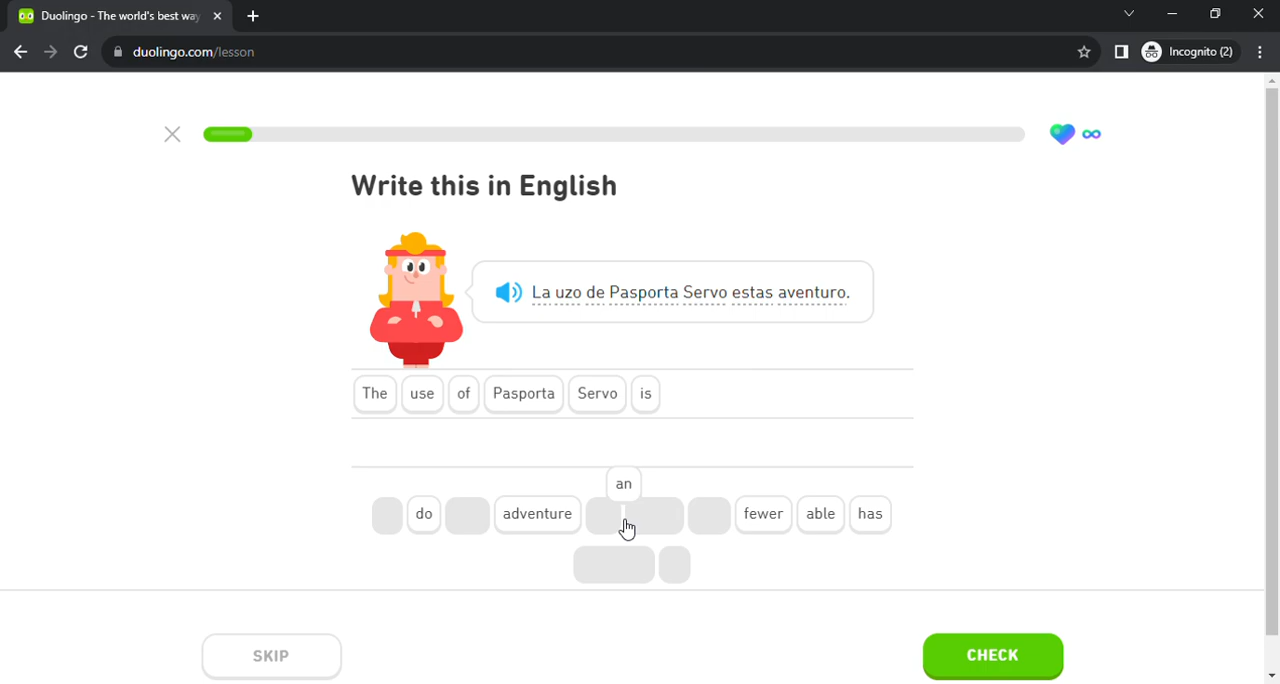 Duolingo - The world's best way
duolingo.com/lesson
Incognito (2)
Write this in English
La uzo de Pasporta Servo estas aventuro.
The use of Pasporta Servo is
an
do adventure fewer able has
SKIP
CHECK